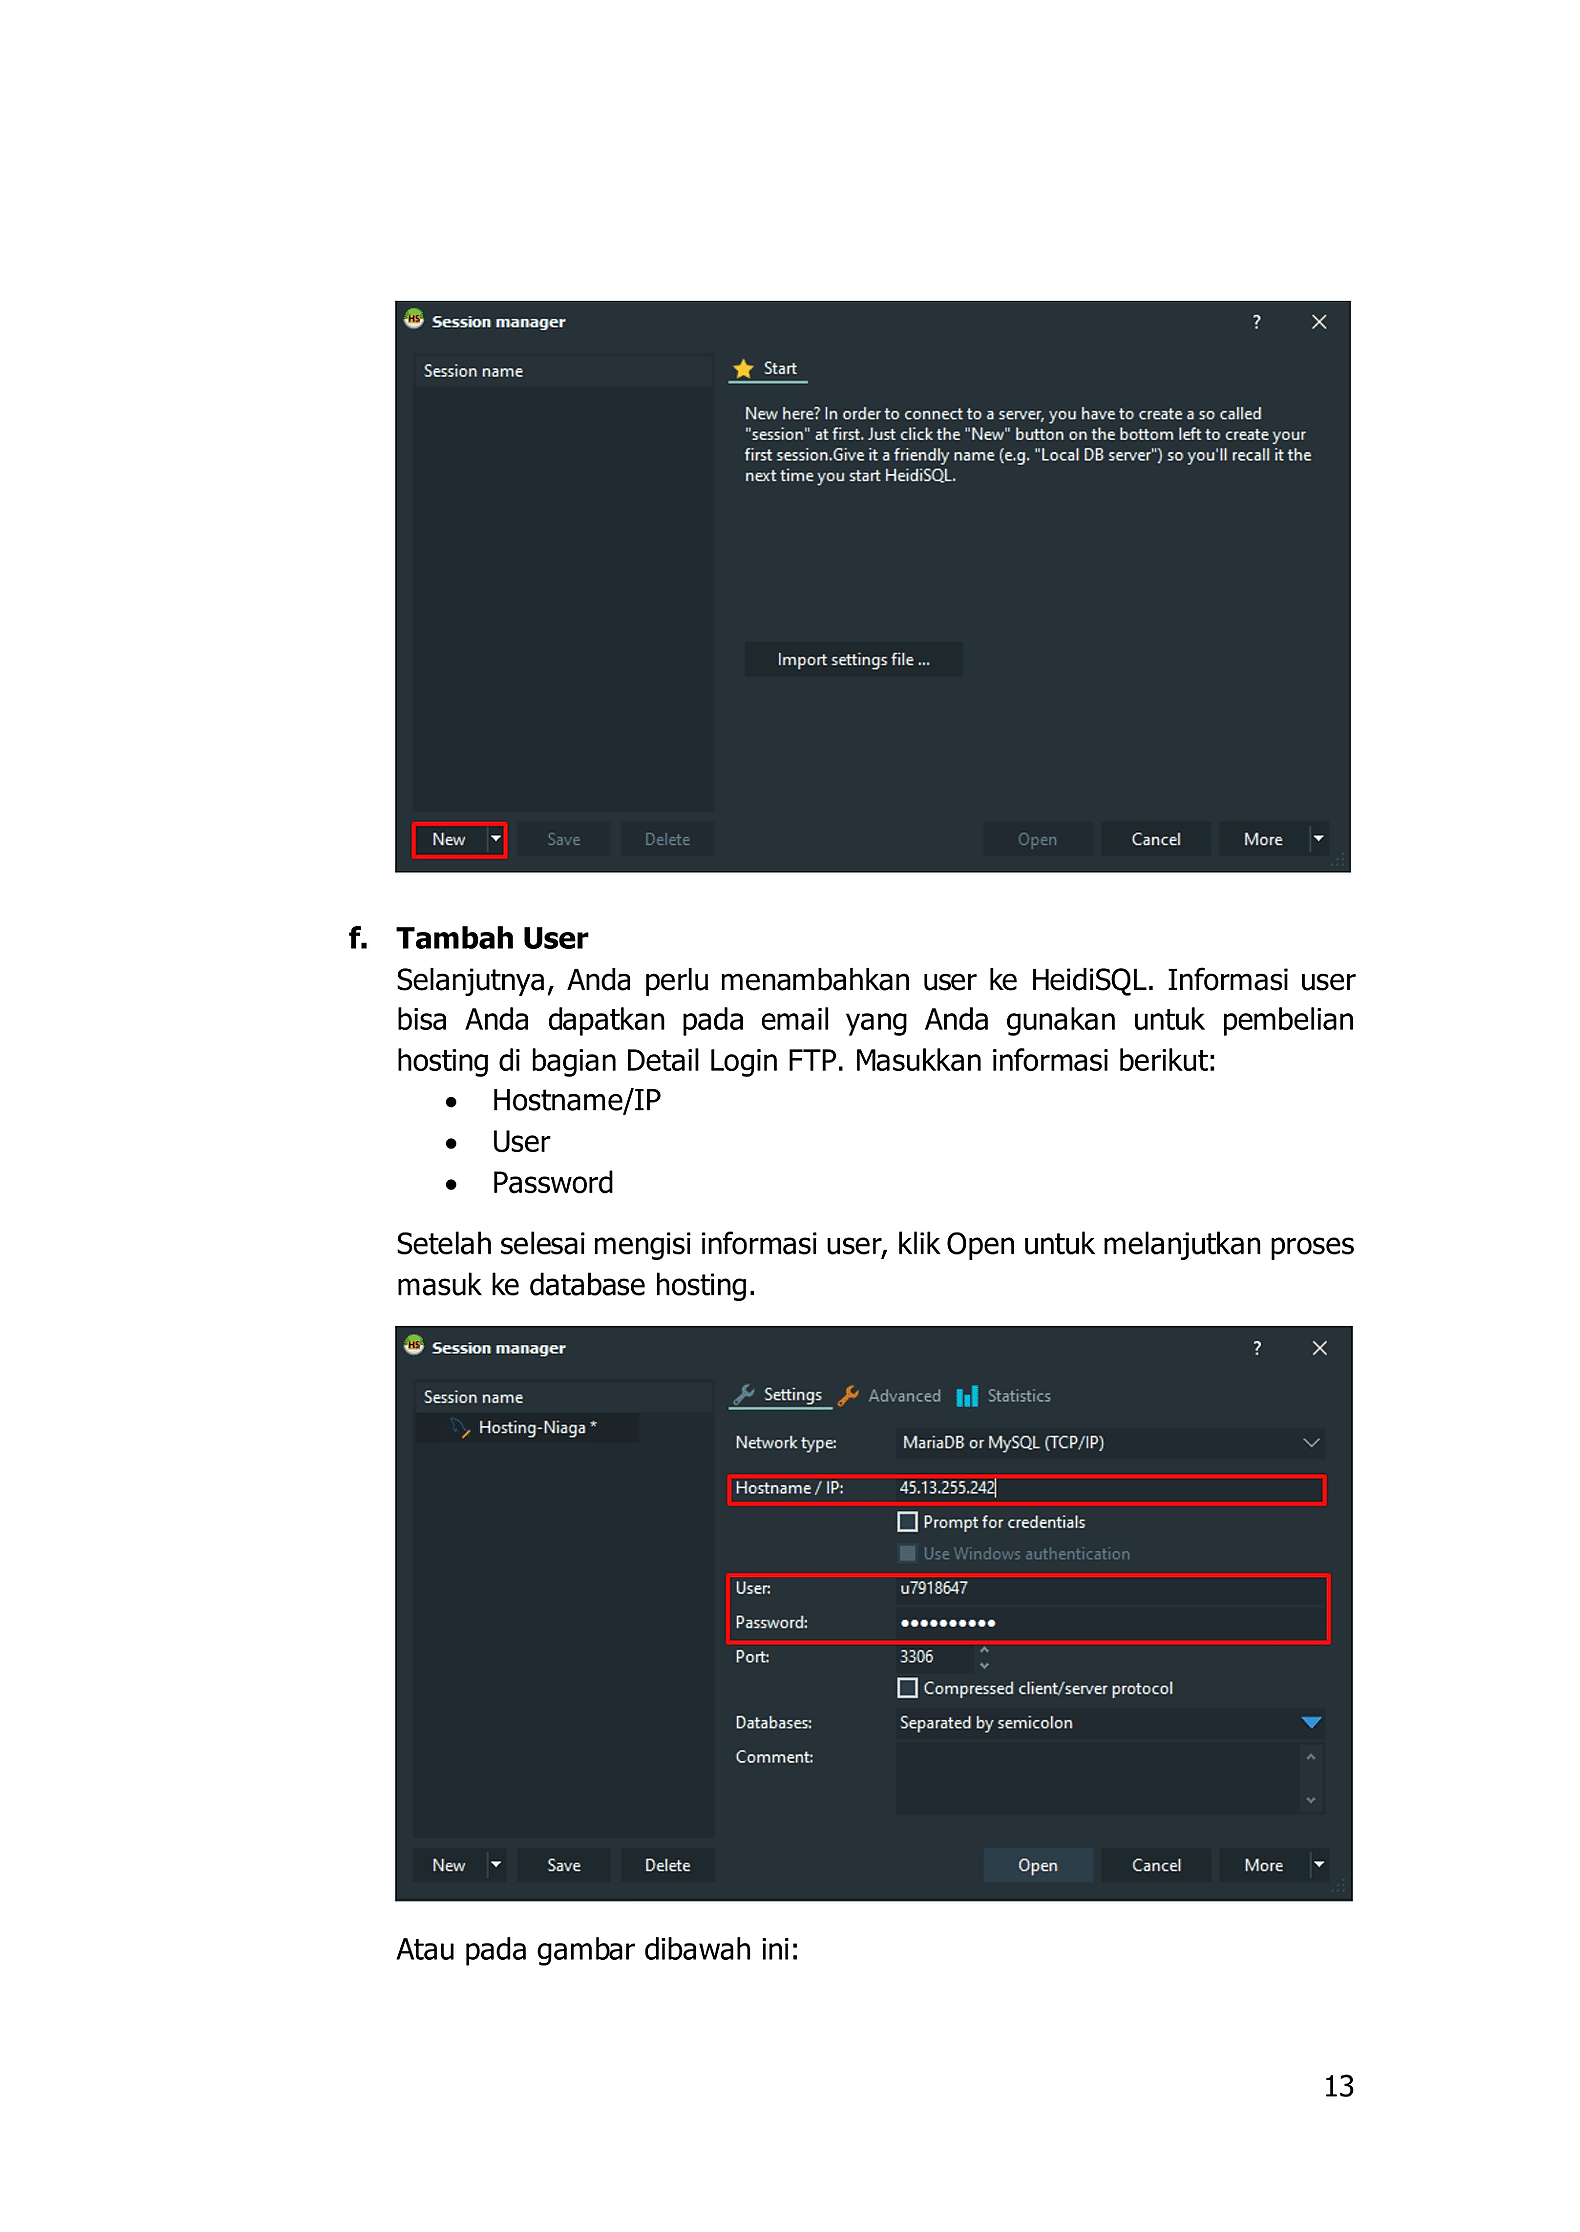 HS Session manager ?
Session name
Start
New here? In order to connect to a server, you have to create a so called
"session" at first. Just click the "New" button on the bottom left to create your
first session.Give it a friendly name (e.g. "Local DB server") so you'll recall it the
next time you start HeidiSQL.
Import settings file ...
New Save Delete Open Cancel More
f. Tambah User
Selanjutnya, Anda perlu menambahkan user ke HeidiSQL. Informasi user
bisa Anda dapatkan pada email yang Anda gunakan untuk pembelian
hosting di bagian Detail Login FTP. Masukkan informasi berikut:
• Hostname/IP
• User
• Password
Setelah selesai mengisi informasi user, klik Open untuk melanjutkan proses
masuk ke database hosting.
HS Session manager ?
Session name
Hosting-Niaga *
Settings Advanced Statistics
Network type: MariaDB or MySQL (TCP/IP)
Hostname / IP: 45.13.255.242
Prompt for credentials
Use Windows authentication
User: u7918647
Password: ●●●●●●●●●●
Port: 3306
Compressed client/server protocol
Databases: Separated by semicolon
Comment:
New Save Delete Open Cancel More
Atau pada gambar dibawah ini:
13